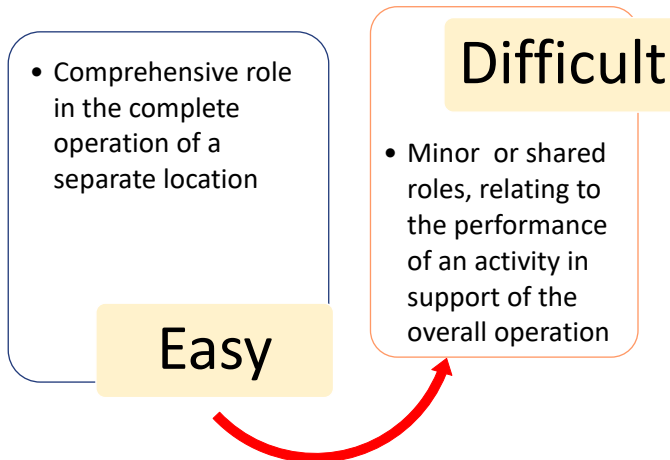 • Comprehensive role
in the complete
operation of a
separate location
Easy
Difficult
• Minor  or shared
roles, relating to
the performance
of an activity in
support of the
overall operation